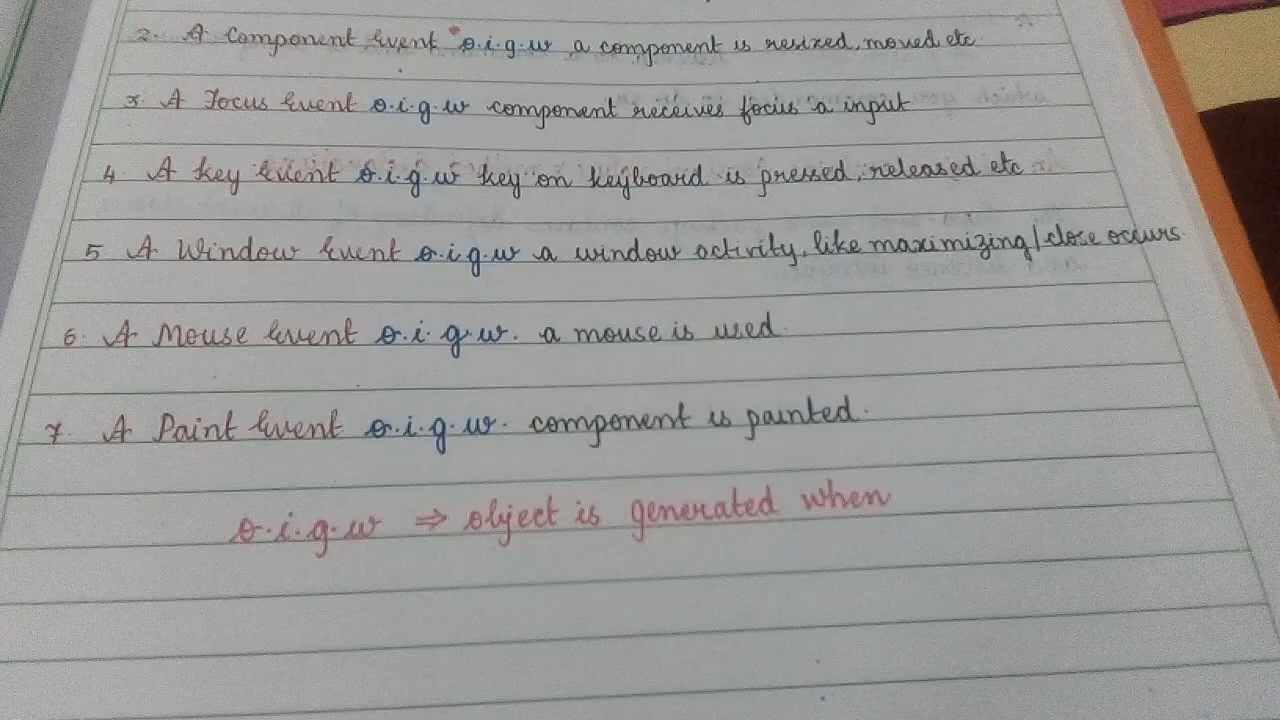 2. A Component Event o.i.g.w a component is resized, moved etc
3. A Focus Event o.i.g.w component receives focus a input
4. A key Event o.i.g.w key on keyboard is pressed, released etc
5. A Window Event o.i.g.w a window activity, like maximizing/close occurs.
6. A Mouse Event o.i.g.w. a mouse is used.
7. A Paint Event o.i.g.w. component is painted.
o.i.g.w ⇒ object is generated when